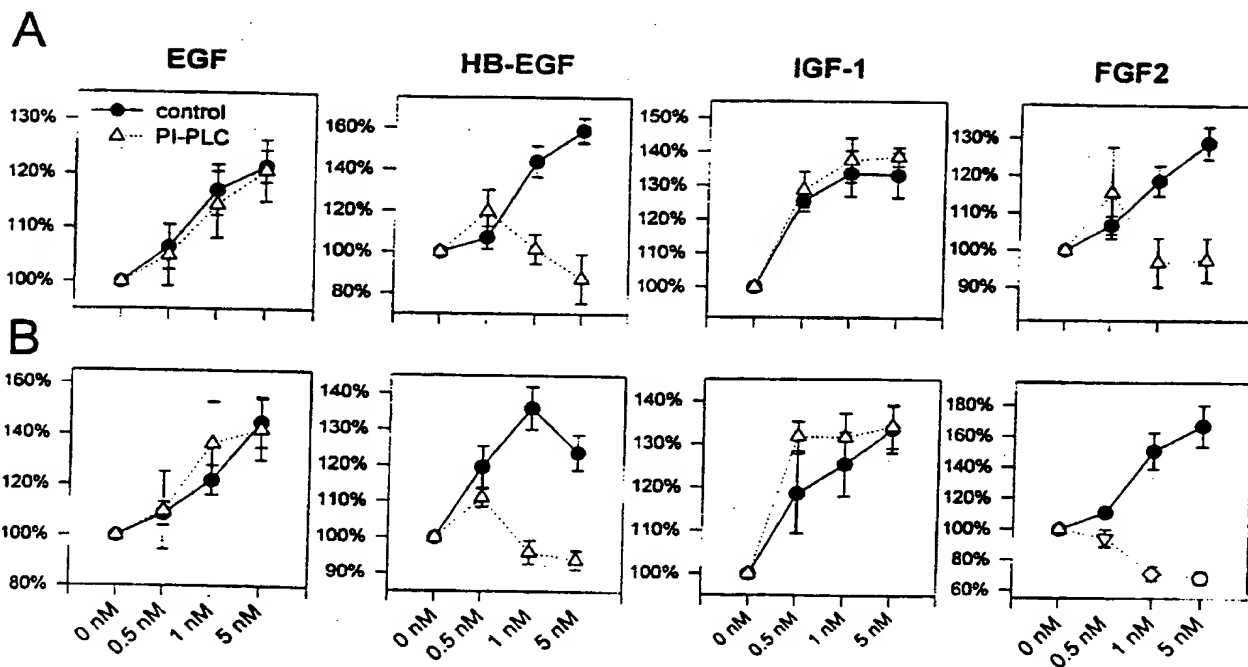 A
EGF
HB-EGF
IGF-1
FGF2
control
PI-PLC
130%
120%
110%
100%
160%
140%
120%
100%
80%
150%
140%
130%
120%
110%
100%
130%
120%
110%
100%
90%
B
160%
140%
120%
100%
80%
140%
130%
120%
110%
100%
90%
140%
130%
120%
110%
100%
180%
160%
140%
120%
100%
80%
60%
0 nM
0.5 nM
1 nM
5 nM
0 nM
0.5 nM
1 nM
5 nM
0 nM
0.5 nM
1 nM
5 nM
0 nM
0.5 nM
1 nM
5 nM